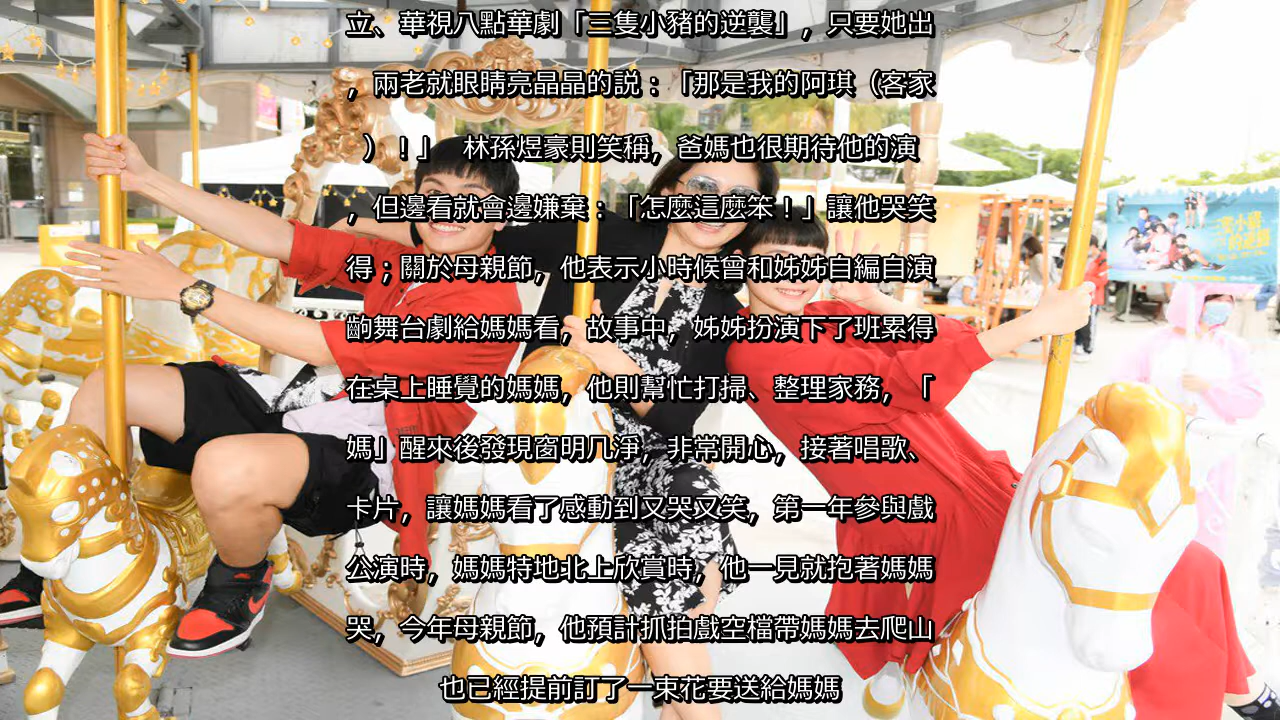 立、華視八點華劇「三隻小豬的逆襲」，只要她出
，兩老就眼睛亮晶晶的説：「那是我的阿琪（客家
）！」　林孫煜豪則笑稱，爸媽也很期待他的演
，但邊看就會邊嫌棄：「怎麼這麼笨！」讓他哭笑
得；關於母親節，他表示小時候曾和姊姊自編自演
齣舞台劇給媽媽看，故事中，姊姊扮演下了班累得
在桌上睡覺的媽媽，他則幫忙打掃、整理家務，「
媽」醒來後發現窗明几淨，非常開心，接著唱歌、
卡片，讓媽媽看了感動到又哭又笑，第一年參與戲
公演時，媽媽特地北上欣賞時，他一見就抱著媽媽
哭，今年母親節，他預計抓拍戲空檔帶媽媽去爬山
也已經提前訂了一束花要送給媽媽